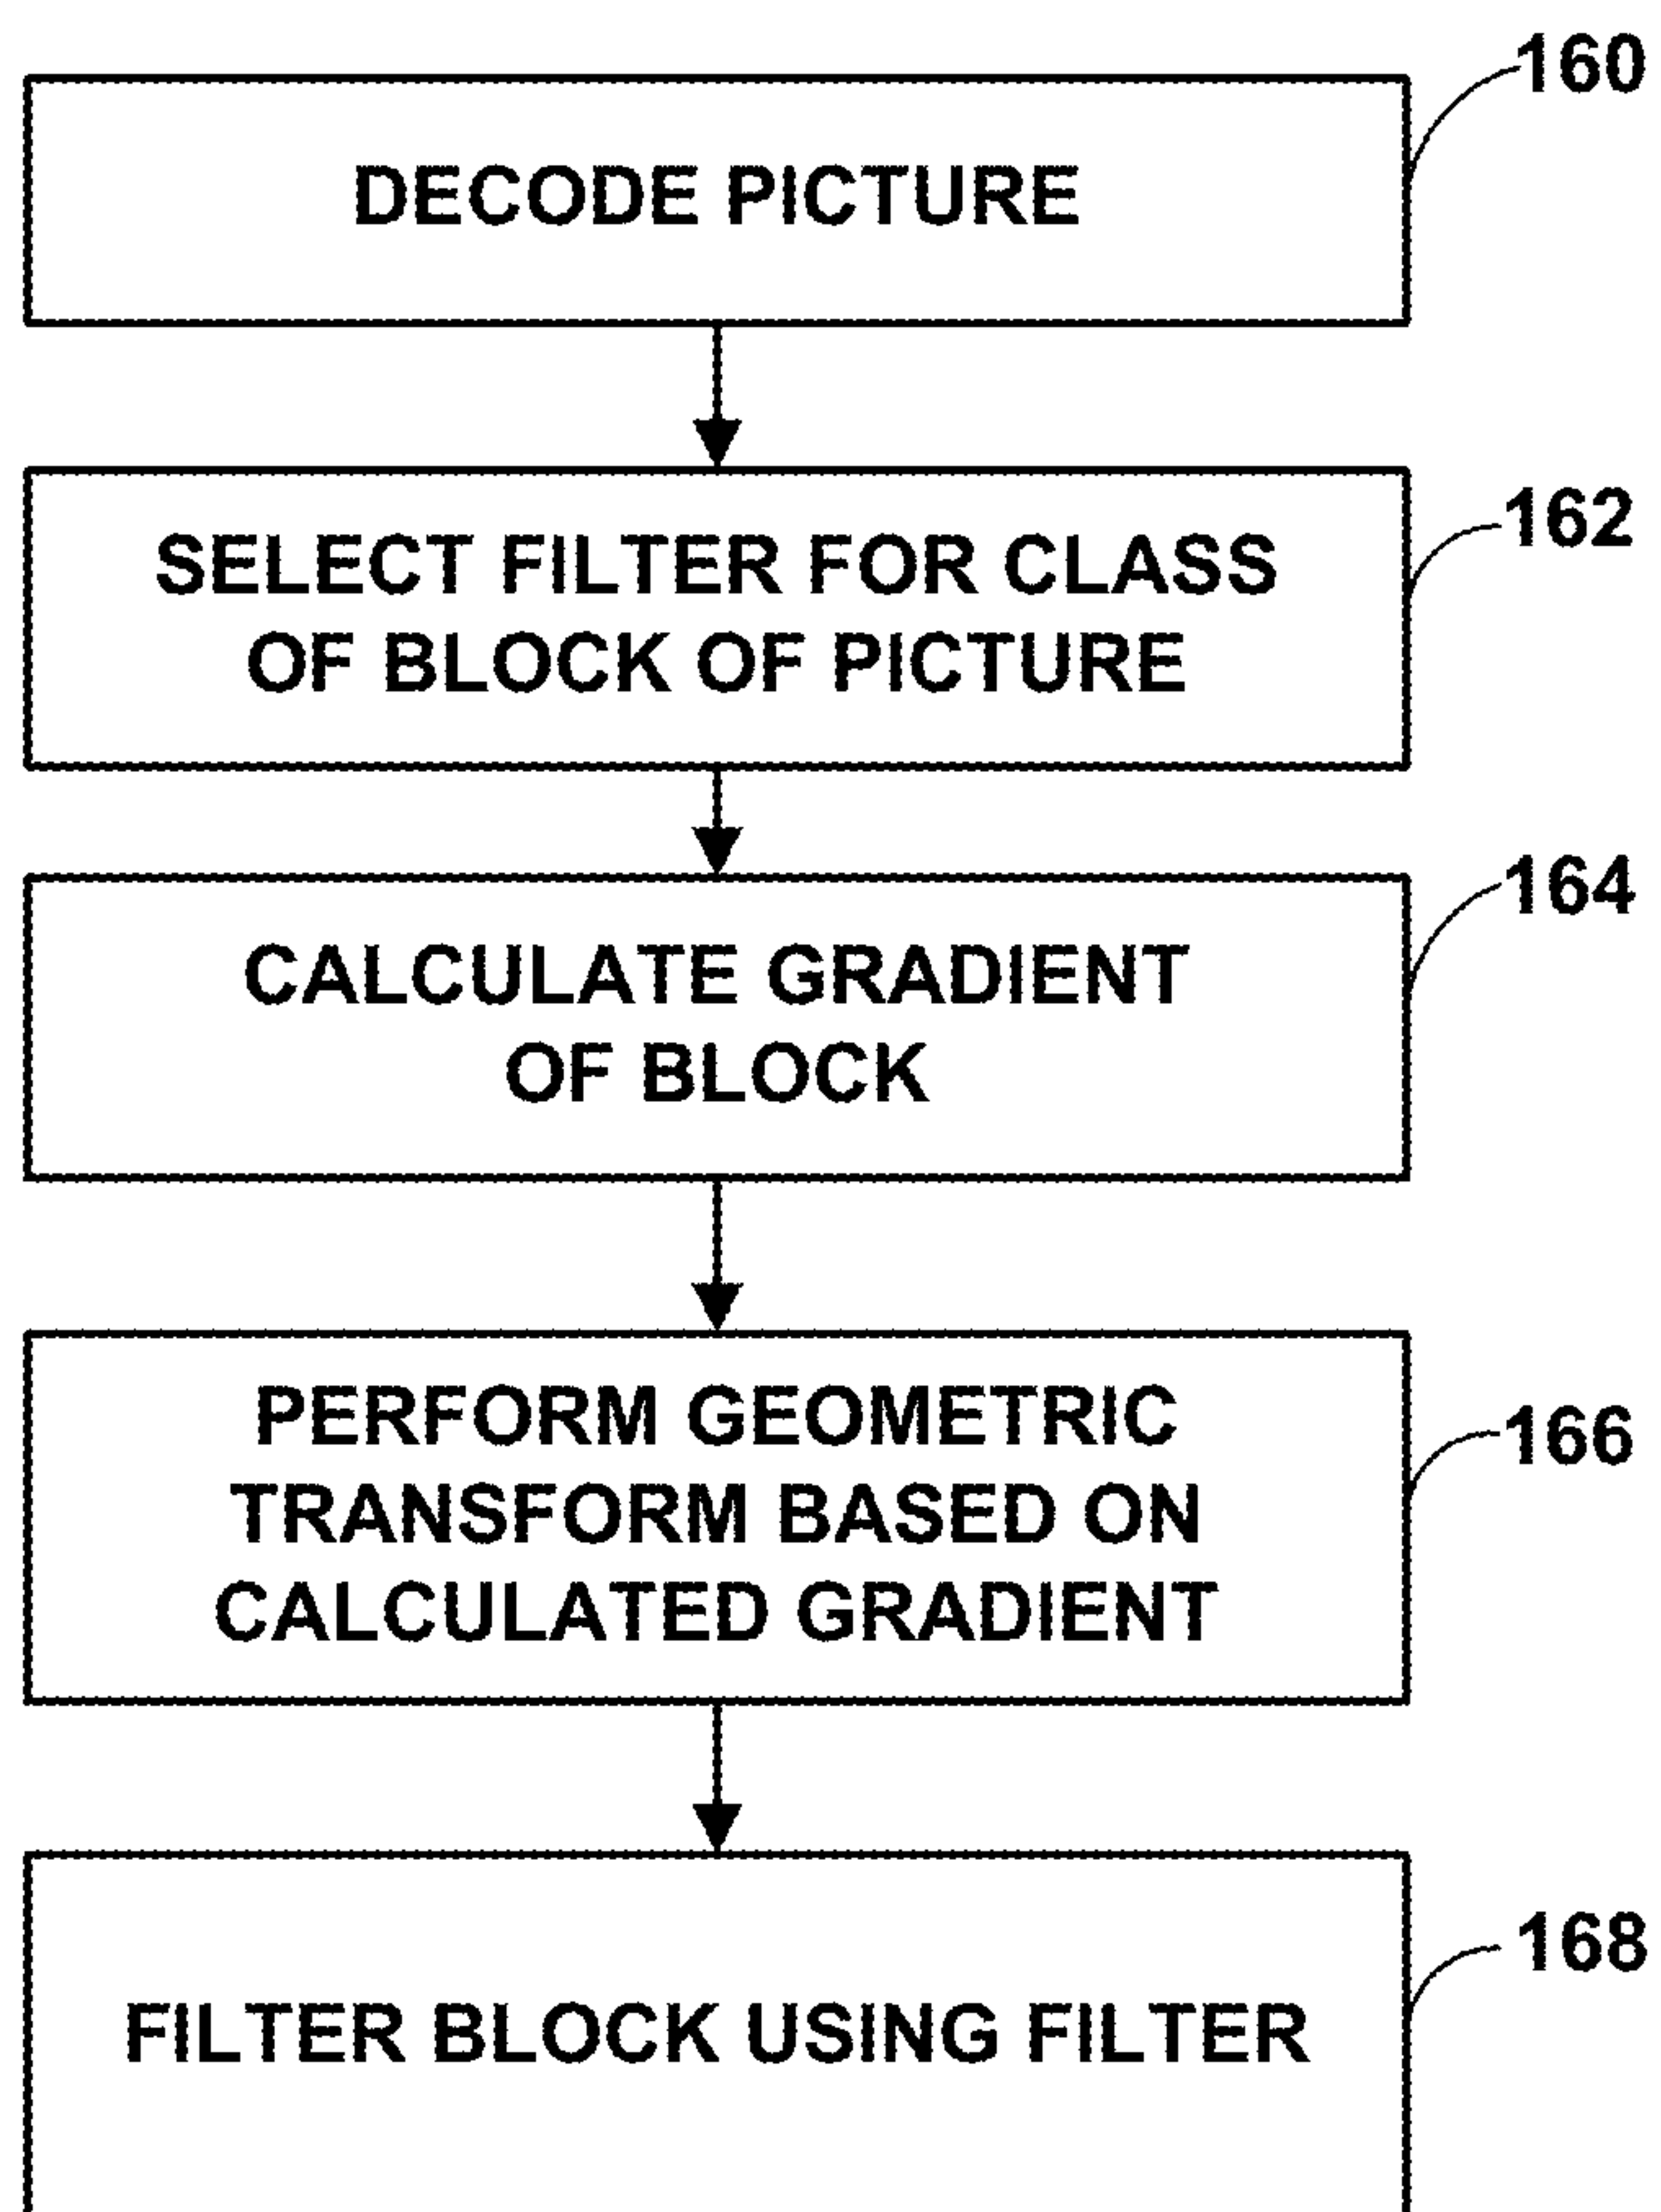 160
DECODE PICTURE
162
SELECT FILTER FOR CLASS
OF BLOCK OF PICTURE
164
CALCULATE GRADIENT
OF BLOCK
166
PERFORM GEOMETRIC
TRANSFORM BASED ON
CALCULATED GRADIENT
168
FILTER BLOCK USING FILTER